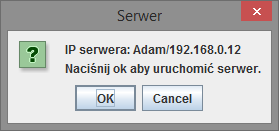 Serwer
IP serwera: Adam/192.168.0.12
Naciśnij ok aby uruchomić serwer.
OK
Cancel